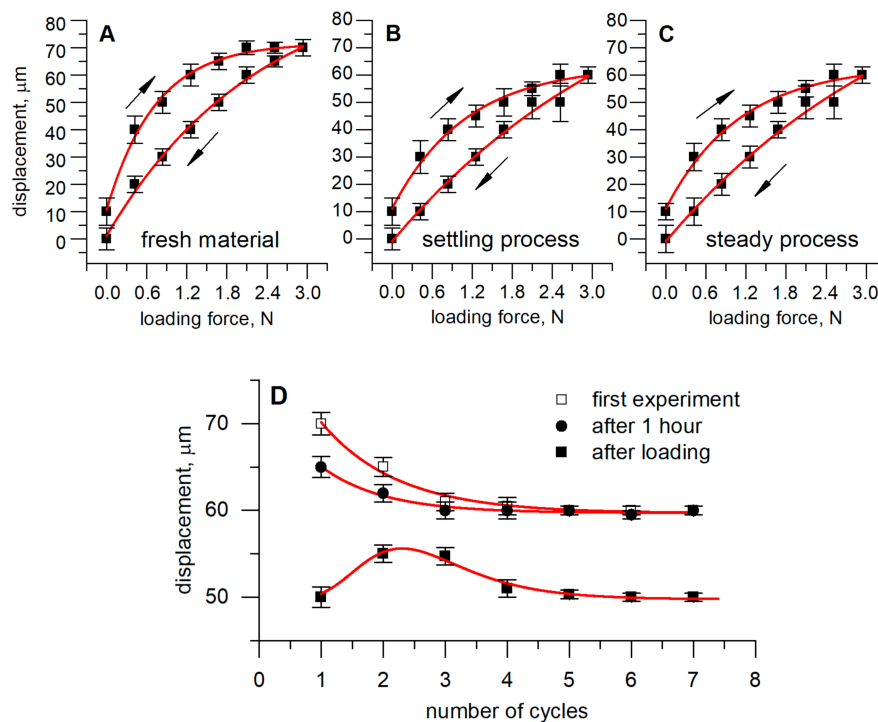 A
displacement, μm
80
70
60
50
40
30
20
10
0
fresh material
0.0 0.6 1.2 1.8 2.4 3.0
loading force, N
B
80
70
60
50
40
30
20
10
0
settling process
0.0 0.6 1.2 1.8 2.4 3.0
loading force, N
C
80
70
60
50
40
30
20
10
0
steady process
0.0 0.6 1.2 1.8 2.4 3.0
loading force, N
D
first experiment
after 1 hour
after loading
displacement, μm
70
60
50
0 1 2 3 4 5 6 7 8
number of cycles